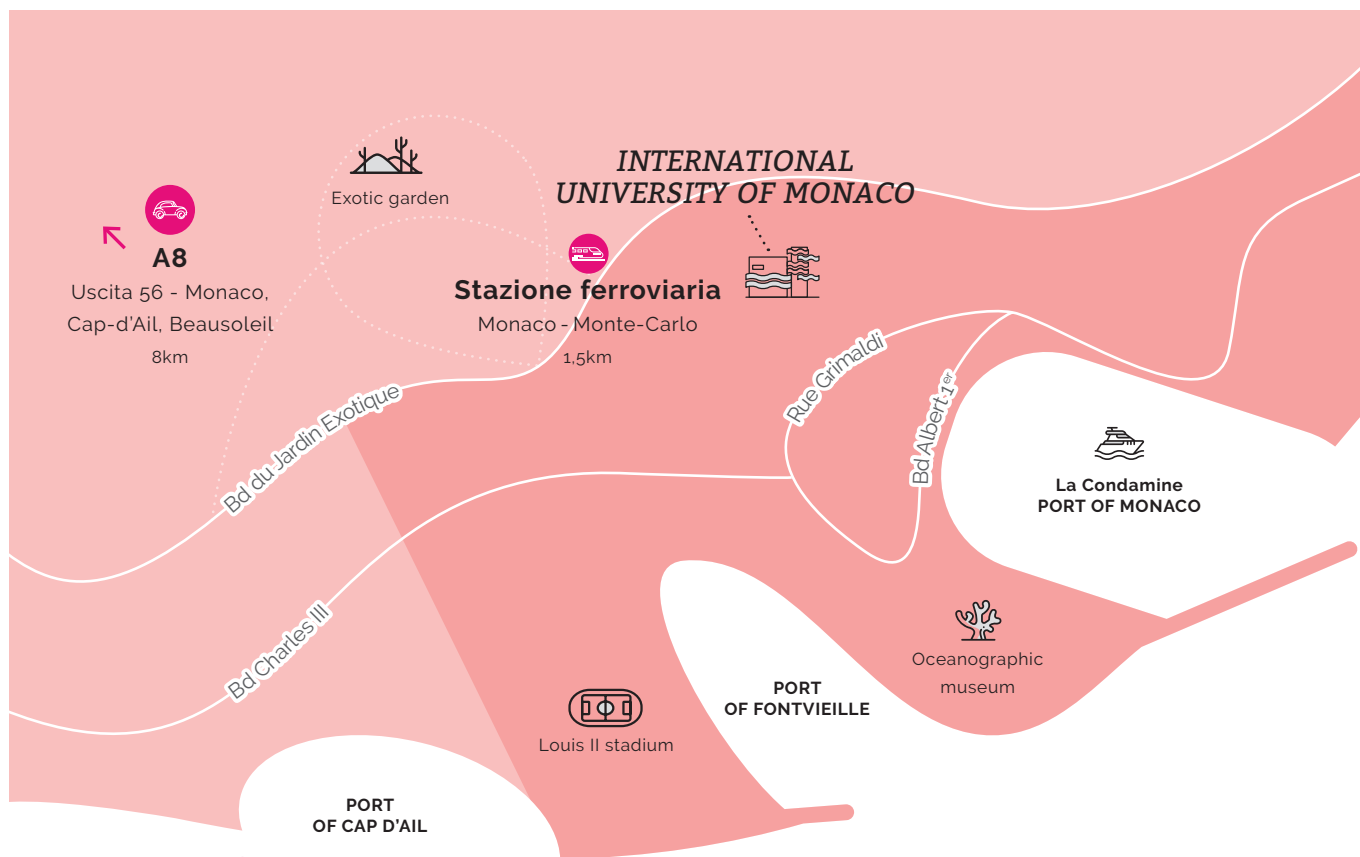 INTERNATIONAL
UNIVERSITY OF MONACO
Exotic garden
A8
Uscita 56 - Monaco,
Cap-d'Ail, Beausoleil
8km
Stazione ferroviaria
Monaco - Monte-Carlo
1,5km
Rue Grimaldi
Bd Albert 1er
Bd du Jardin Exotique
La Condamine
PORT OF MONACO
Bd Charles III
Oceanographic
museum
PORT
OF FONTVIEILLE
Louis II stadium
PORT
OF CAP D'AIL